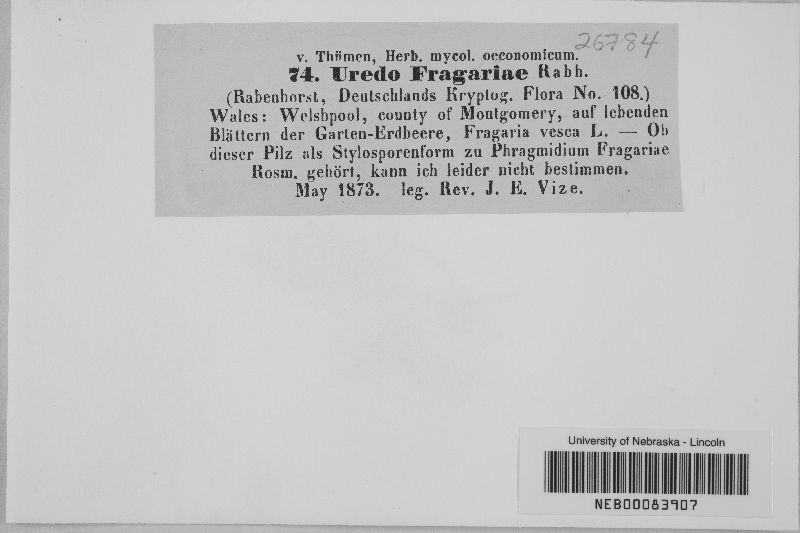 26784
v. Thümen, Herb. mycol. oeconomicum.
74. Uredo Fragariae Rabh.
(Rabenhorst, Deutschlands Kryptog. Flora No. 108.)
Wales: Welshpool, county of Montgomery, auf lebenden
Blättern der Garten-Erdbeere, Fragaria vesca L. — Ob
dieser Pilz als Stylosporenform zu Phragmidium Fragariae
Rosm. gehört, kann ich leider nicht bestimmen.
May 1873. leg. Rev. J. E. Vize.
University of Nebraska - Lincoln
NEB00083907